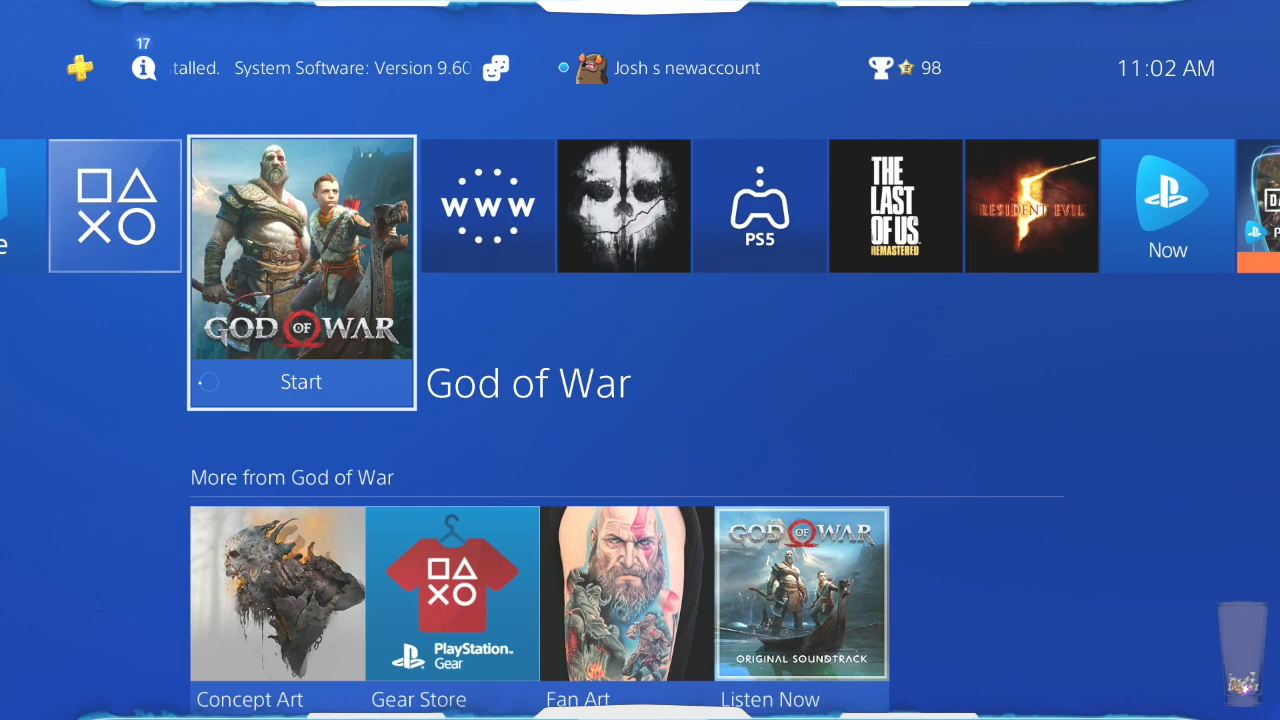 17
talled. System Software: Version 9.60
Josh s newaccount
98
11:02 AM
e
GOD OF WAR
WWW
PS5
THE
LAST
OF US
REMASTERED
RESIDENT EVIL
Now
Start
God of War
More from God of War
PlayStation™
Gear
GOD OF WAR
ORIGINAL SOUNDTRACK
Concept Art
Gear Store
Fan Art
Listen Now